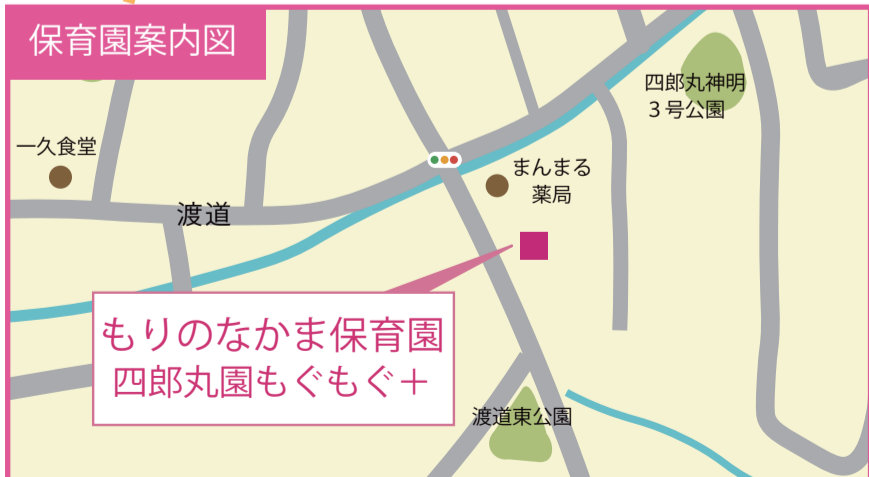 保育園案内図
四郎丸神明
３号公園
一久食堂
まんまる
薬局
渡道
もりのなかま保育園
四郎丸園もぐもぐ＋
渡道東公園